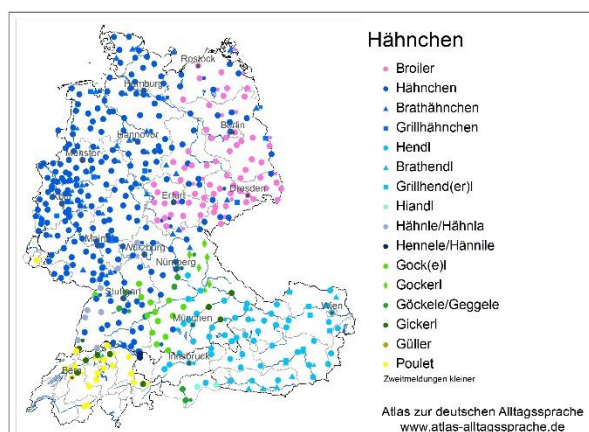 Hähnchen
Broiler
Hähnchen
Brathähnchen
Grillhähnchen
Hendl
Brathendl
Grillhend(er)l
Hiandl
Hähnle/Hähnla
Hennele/Hännile
Gock(e)l
Gockerl
Göckele/Geggele
Gickerl
Güller
Poulet
Zweitmeldungen kleiner
Atlas zur deutschen Alltagssprache
www.atlas-alltagssprache.de
Rostock
Hamburg
Berlin
Hannover
Münster
Köln
Erfurt
Dresden
Mainz
Würzburg
Nürnberg
Stuttgart
München
Wien
Innsbruck
Bern